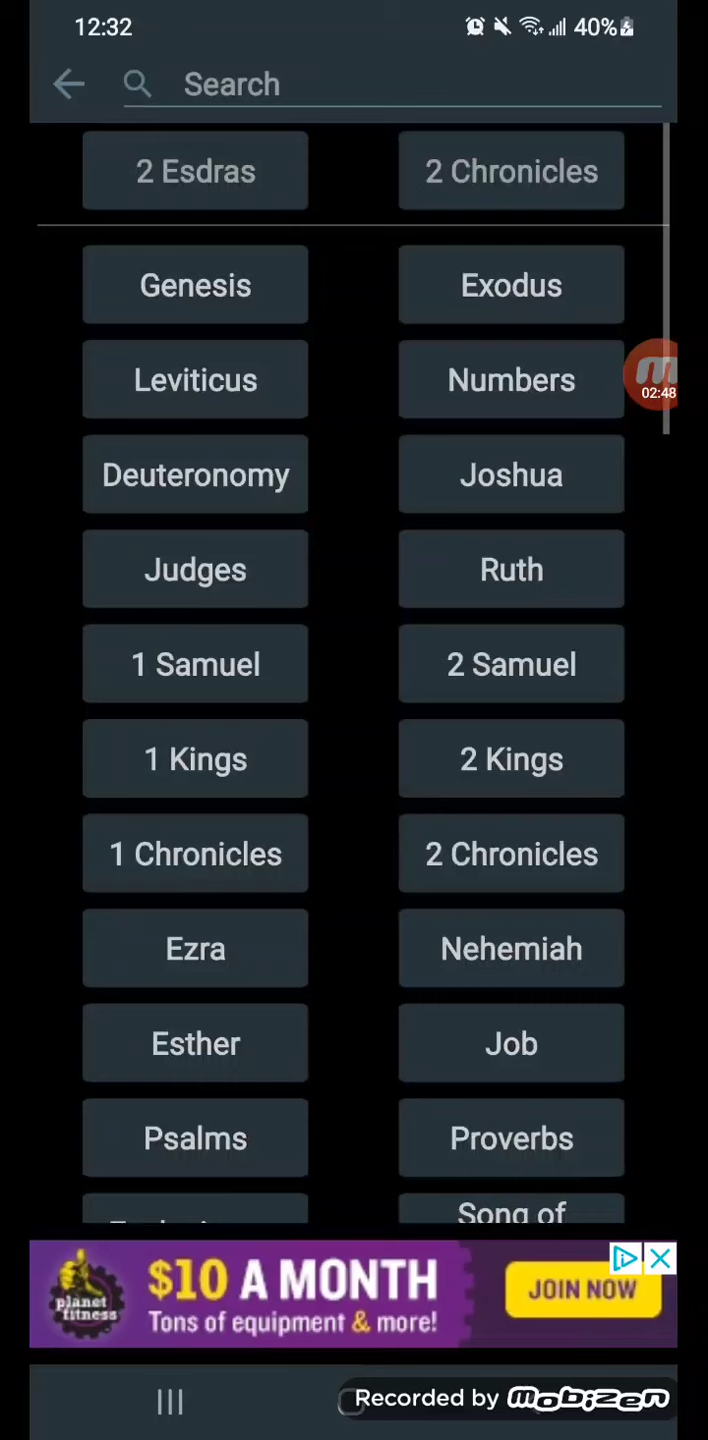 12:32
40%
Search
2 Esdras
2 Chronicles
Genesis
Exodus
Leviticus
Numbers
02:48
Deuteronomy
Joshua
Judges
Ruth
1 Samuel
2 Samuel
1 Kings
2 Kings
1 Chronicles
2 Chronicles
Ezra
Nehemiah
Esther
Job
Psalms
Proverbs
Song of
planet fitness
$10 A MONTH
Tons of equipment & more!
JOIN NOW
Recorded by mobizen